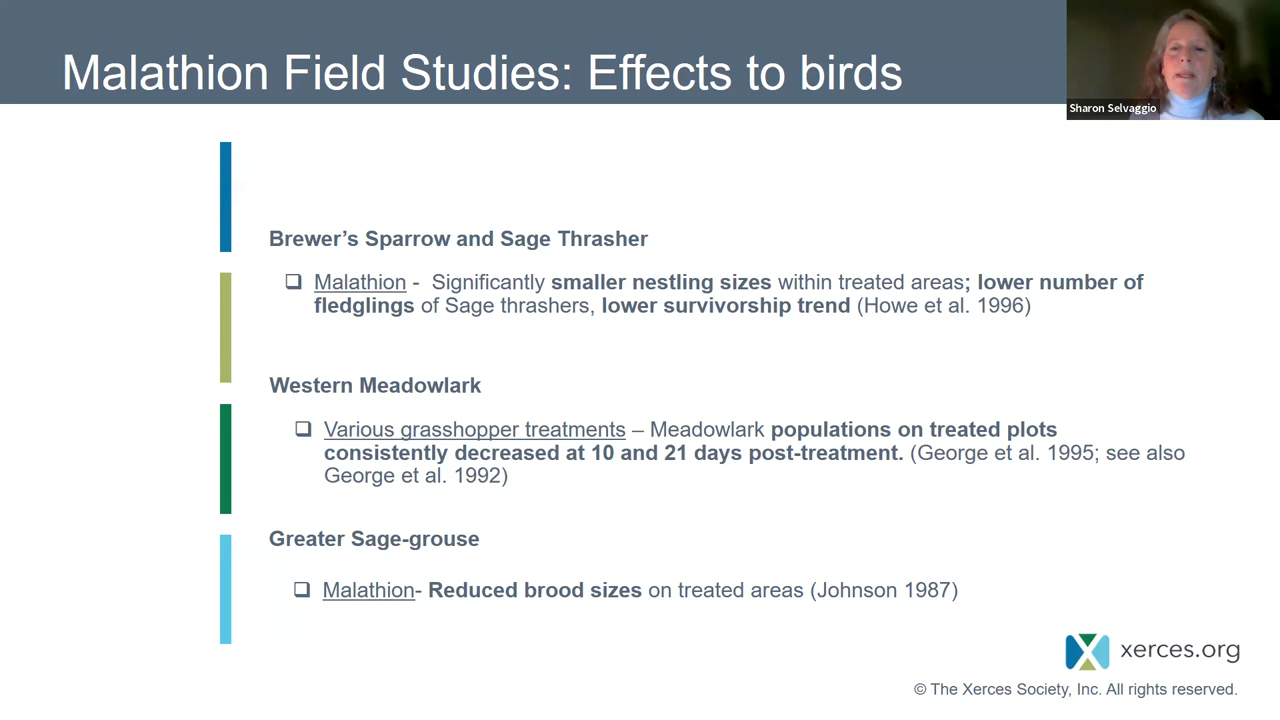 Malathion Field Studies: Effects to birds
Sharon Selvaggio
Brewer’s Sparrow and Sage Thrasher
❑ Malathion - Significantly smaller nestling sizes within treated areas; lower number of
fledglings of Sage thrashers, lower survivorship trend (Howe et al. 1996)
Western Meadowlark
❑ Various grasshopper treatments – Meadowlark populations on treated plots
consistently decreased at 10 and 21 days post-treatment. (George et al. 1995; see also
George et al. 1992)
Greater Sage-grouse
❑ Malathion- Reduced brood sizes on treated areas (Johnson 1987)
xerces.org
© The Xerces Society, Inc. All rights reserved.